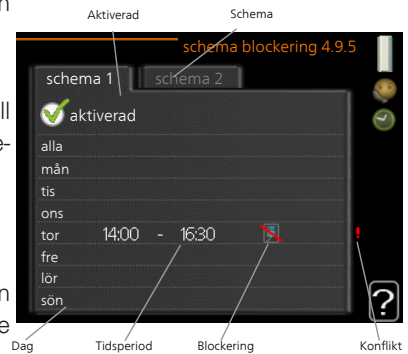 Aktiverad Schema
schema blockering 4.9.5
schema 1 schema 2
aktiverad
alla
mån
tis
ons
tor 14:00 - 16:30 !
fre
lör
sön
?
Dag Tidsperiod Blockering Konflikt